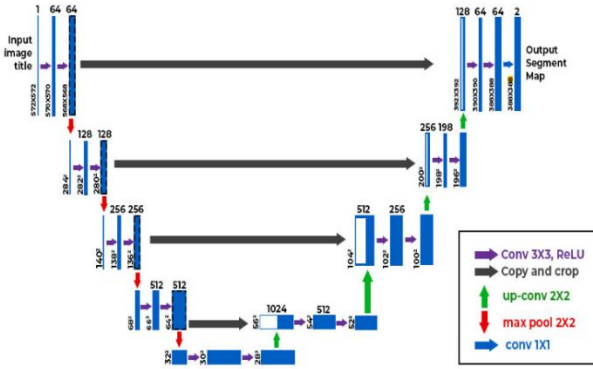 1 64 64
128 64 64 2
Input image title
Output Segment Map
572X572
570X570
568X568
392X392
390X390
388X388
388X388
128 128
256 198
284²
282²
280²
200²
198²
196²
256 256
512 256
140²
138²
136²
104²
102²
100²
512 512
1024 512
68²
66²
64²
56²
54²
52²
32²
30²
28²
Conv 3X3, ReLU
Copy and crop
up-conv 2X2
max pool 2X2
conv 1X1